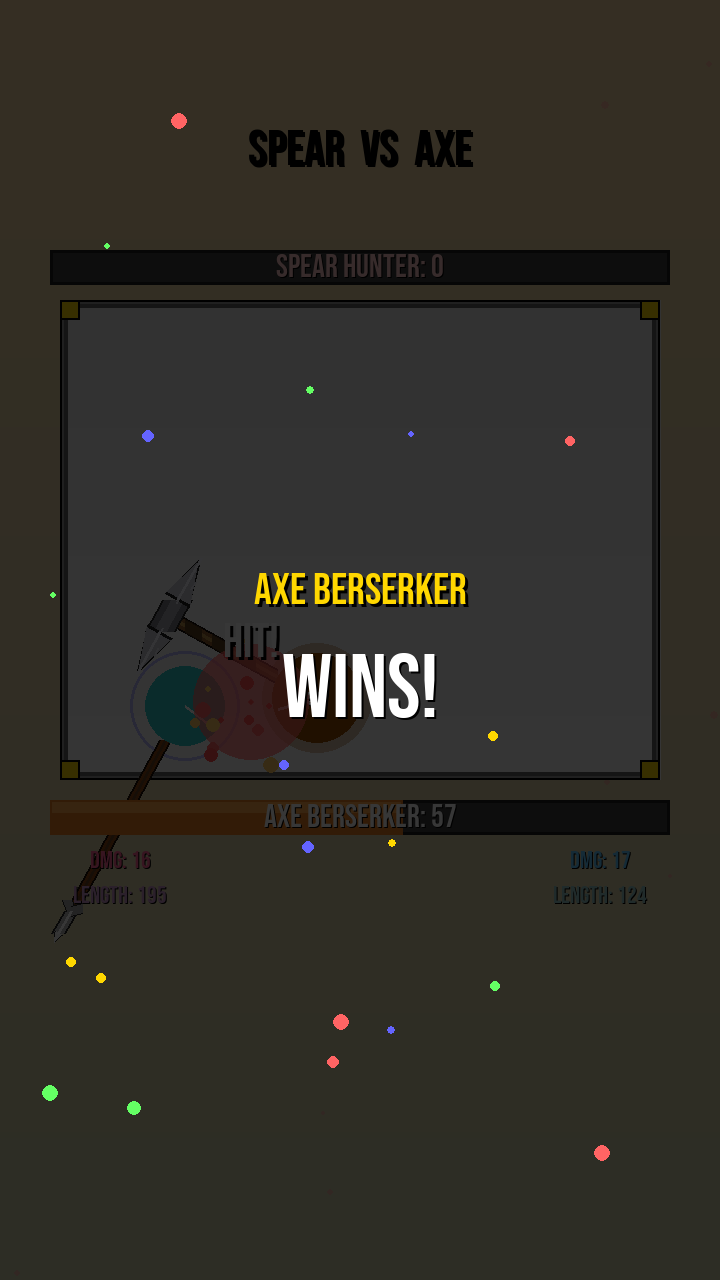 SPEAR VS AXE
SPEAR HUNTER: 0
AXE BERSERKER
HIT!
WINS!
AXE BERSERKER: 57
DMG: 16
DMG: 17
LENGTH: 195
LENGTH: 124